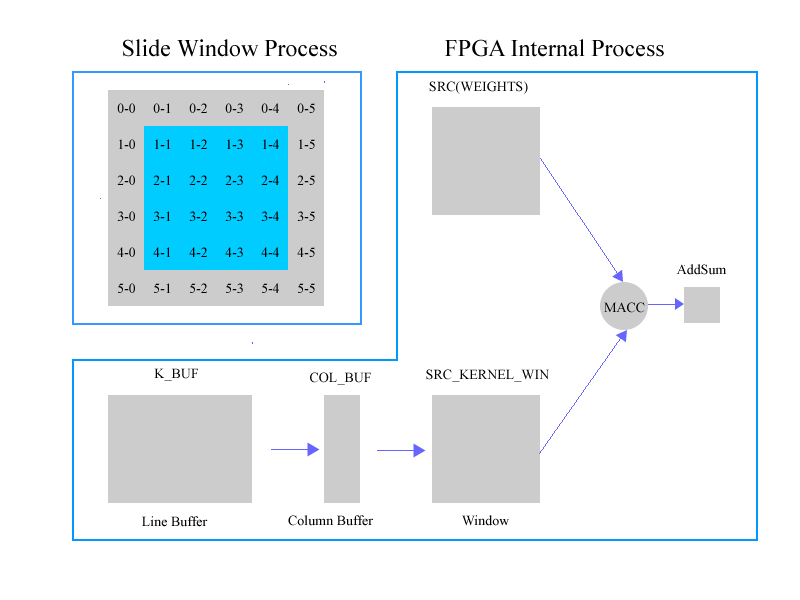 Slide Window Process
FPGA Internal Process
0-0 0-1 0-2 0-3 0-4 0-5
1-0 1-1 1-2 1-3 1-4 1-5
2-0 2-1 2-2 2-3 2-4 2-5
3-0 3-1 3-2 3-3 3-4 3-5
4-0 4-1 4-2 4-3 4-4 4-5
5-0 5-1 5-2 5-3 5-4 5-5
SRC(WEIGHTS)
MACC
AddSum
K_BUF
COL_BUF
SRC_KERNEL_WIN
Line Buffer
Column Buffer
Window